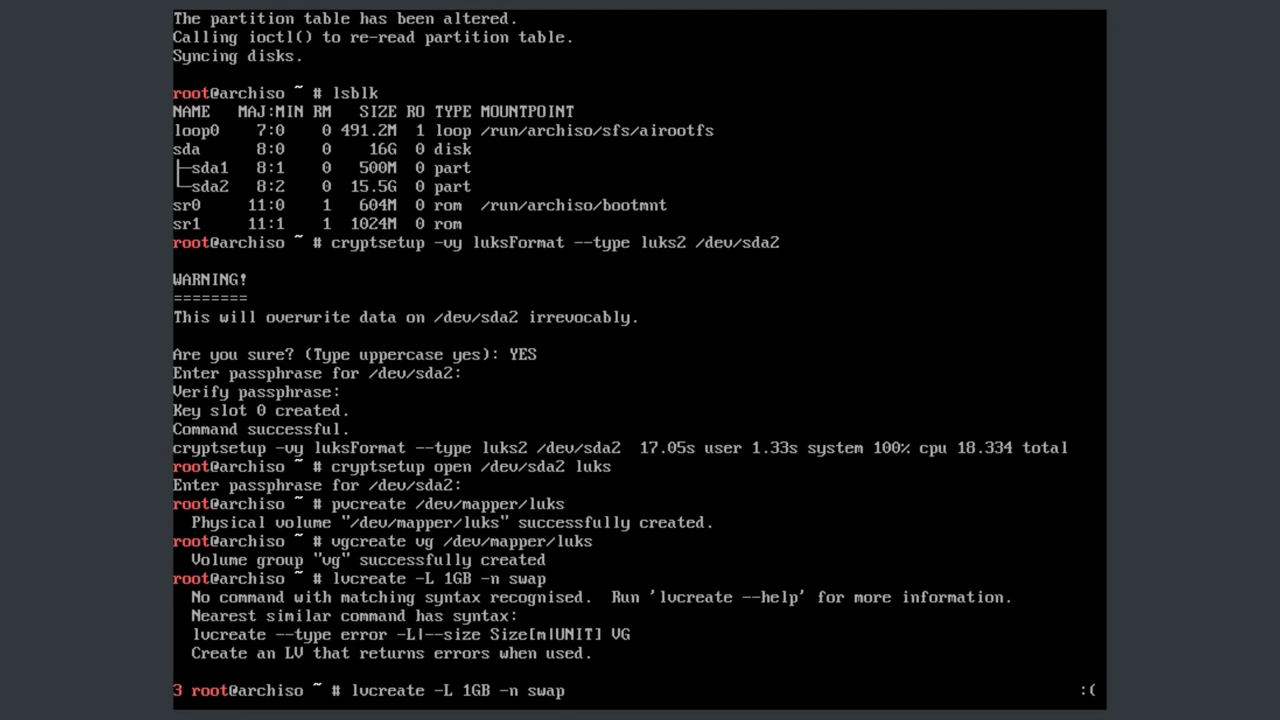 The partition table has been altered.
Calling ioctl() to re-read partition table.
Syncing disks.
root@archiso ~ # lsblk
NAME   MAJ:MIN RM   SIZE RO TYPE MOUNTPOINT
loop0    7:0    0 491.2M  1 loop /run/archiso/sfs/airootfs
sda      8:0    0    16G  0 disk
├─sda1   8:1    0   500M  0 part
└─sda2   8:2    0  15.5G  0 part
sr0     11:0    1   604M  0 rom  /run/archiso/bootmnt
sr1     11:1    1  1024M  0 rom
root@archiso ~ # cryptsetup -vy luksFormat --type luks2 /dev/sda2
WARNING!
========
This will overwrite data on /dev/sda2 irrevocably.
Are you sure? (Type uppercase yes): YES
Enter passphrase for /dev/sda2:
Verify passphrase:
Key slot 0 created.
Command successful.
cryptsetup -vy luksFormat --type luks2 /dev/sda2  17.05s user 1.33s system 100% cpu 18.334 total
root@archiso ~ # cryptsetup open /dev/sda2 luks
Enter passphrase for /dev/sda2:
root@archiso ~ # pvcreate /dev/mapper/luks
  Physical volume "/dev/mapper/luks" successfully created.
root@archiso ~ # vgcreate vg /dev/mapper/luks
  Volume group "vg" successfully created
root@archiso ~ # lvcreate -L 1GB -n swap
  No command with matching syntax recognised.  Run 'lvcreate --help' for more information.
  Nearest similar command has syntax:
  lvcreate --type error -L|--size Size[m|UNIT] VG
  Create an LV that returns errors when used.
3 root@archiso ~ # lvcreate -L 1GB -n swap :(